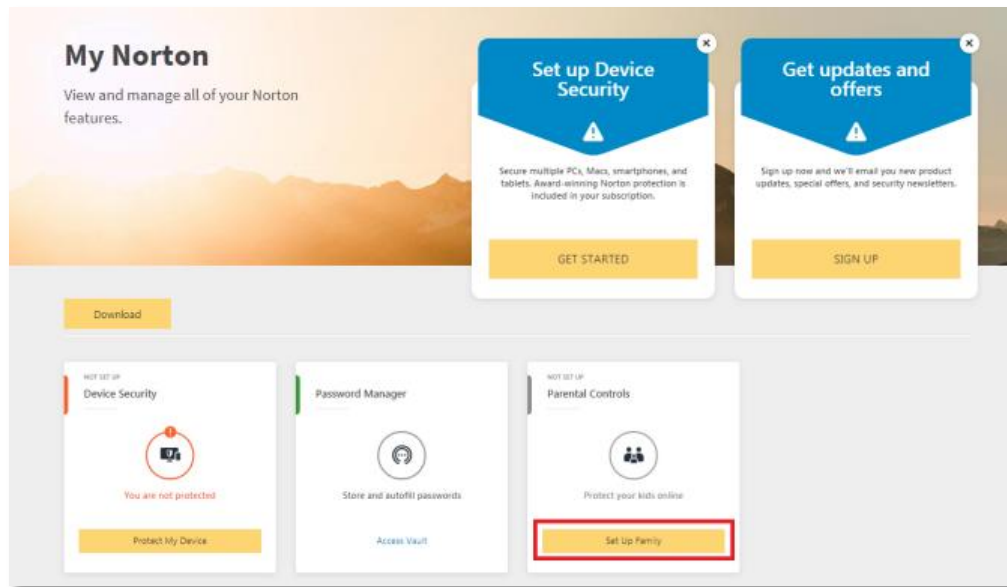 My Norton
View and manage all of your Norton
features.
Set up Device
Security
Secure multiple PCs, Macs, smartphones, and
tablets. Award-winning Norton protection is
included in your subscription.
GET STARTED
Get updates and
offers
Sign up now and we'll email you new product
updates, special offers, and security newsletters.
SIGN UP
Download
NOT SET UP
Device Security
You are not protected
Protect My Device
Password Manager
Store and autofill passwords
Access Vault
NOT SET UP
Parental Controls
Protect your kids online
Set Up Family